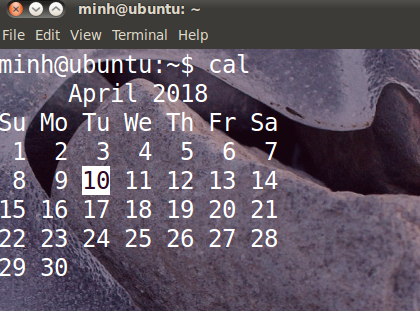 minh@ubuntu: ~
File Edit View Terminal Help
minh@ubuntu:~$ cal
     April 2018
Su Mo Tu We Th Fr Sa
 1  2  3  4  5  6  7
 8  9 10 11 12 13 14
15 16 17 18 19 20 21
22 23 24 25 26 27 28
29 30